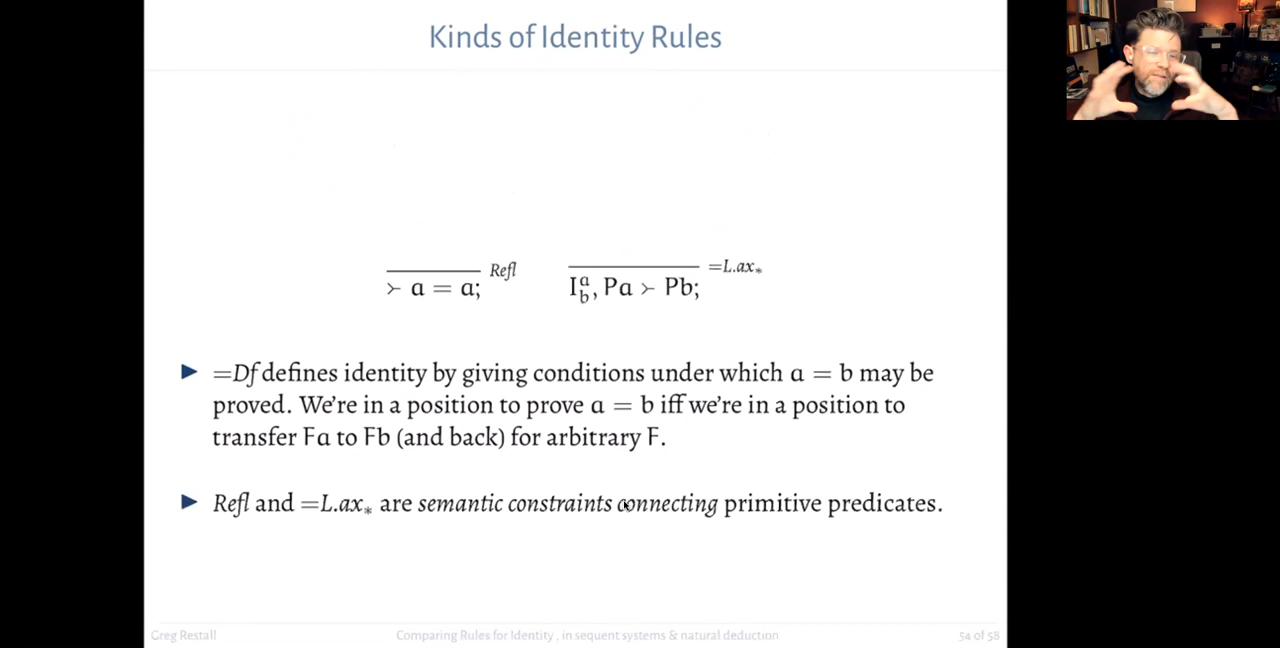 Kinds of Identity Rules
≻ a = a; Refl
I^a_b, Pa ≻ Pb; =L.ax*
► =Df defines identity by giving conditions under which a = b may be
proved. We're in a position to prove a = b iff we're in a position to
transfer Fa to Fb (and back) for arbitrary F.
► Refl and =L.ax* are semantic constraints connecting primitive predicates.
Greg Restall
Comparing Rules for Identity, in sequent systems & natural deduction
54 of 58